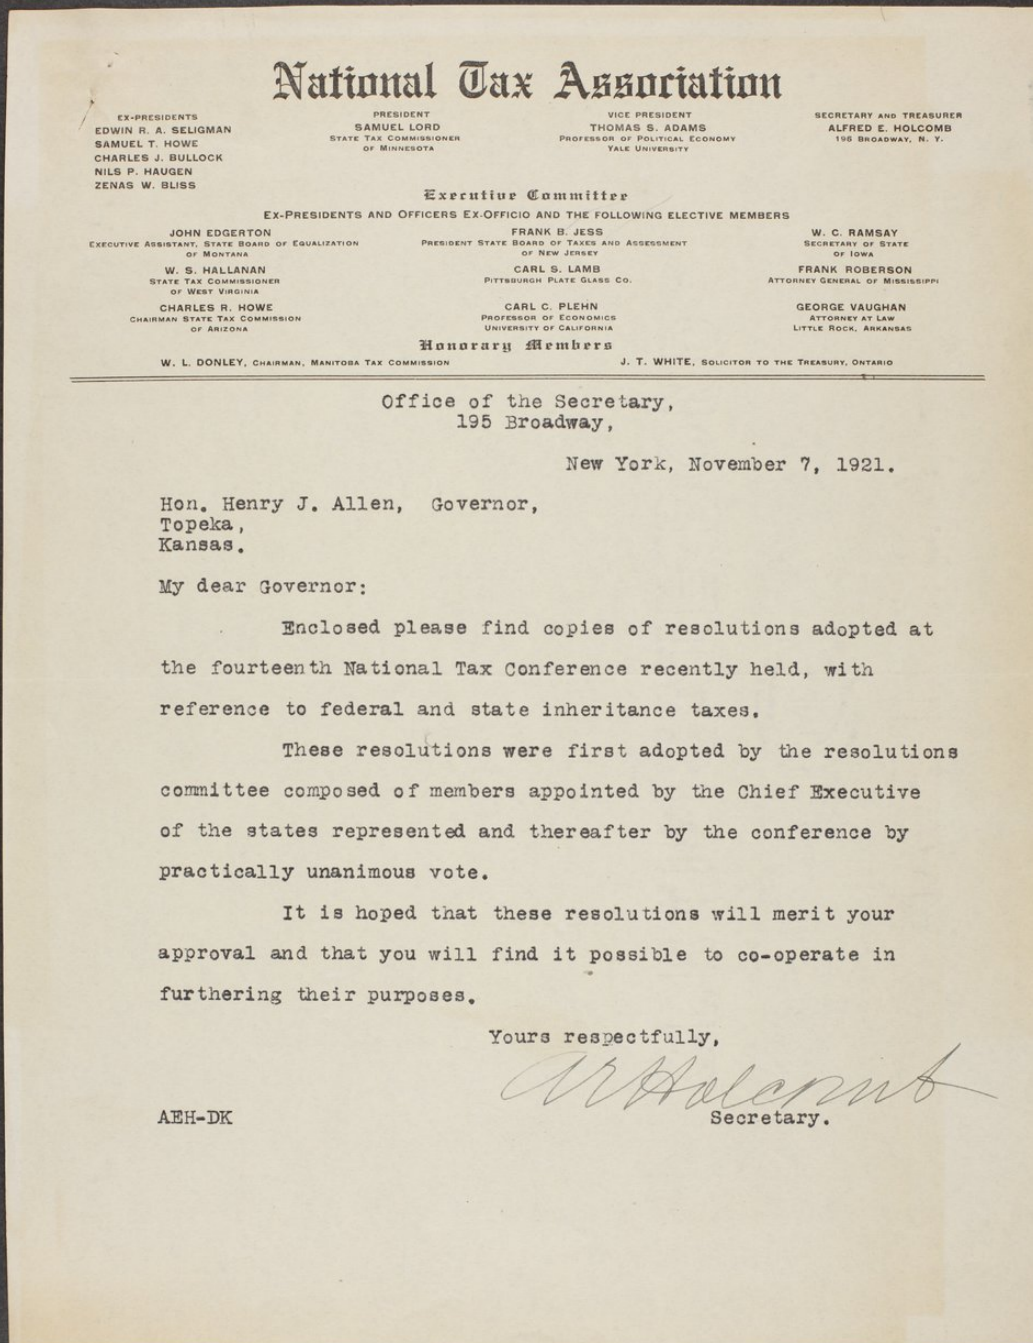 National Tax Association
EX-PRESIDENTS
EDWIN R. A. SELIGMAN
SAMUEL T. HOWE
CHARLES J. BULLOCK
NILS P. HAUGEN
ZENAS W. BLISS
PRESIDENT
SAMUEL LORD
STATE TAX COMMISSIONER
OF MINNESOTA
VICE PRESIDENT
THOMAS S. ADAMS
PROFESSOR OF POLITICAL ECONOMY
YALE UNIVERSITY
SECRETARY AND TREASURER
ALFRED E. HOLCOMB
195 BROADWAY, N. Y.
Executive Committee
EX-PRESIDENTS AND OFFICERS EX-OFFICIO AND THE FOLLOWING ELECTIVE MEMBERS
JOHN EDGERTON
EXECUTIVE ASSISTANT, STATE BOARD OF EQUALIZATION
OF MONTANA
W. S. HALLANAN
STATE TAX COMMISSIONER
OF WEST VIRGINIA
CHARLES R. HOWE
CHAIRMAN STATE TAX COMMISSION
OF ARIZONA
FRANK B. JESS
PRESIDENT STATE BOARD OF TAXES AND ASSESSMENT
OF NEW JERSEY
CARL S. LAMB
PITTSBURGH PLATE GLASS CO.
CARL C. PLEHN
PROFESSOR OF ECONOMICS
UNIVERSITY OF CALIFORNIA
W. C. RAMSAY
SECRETARY OF STATE
OF IOWA
FRANK ROBERSON
ATTORNEY GENERAL OF MISSISSIPPI
GEORGE VAUGHAN
ATTORNEY AT LAW
LITTLE ROCK, ARKANSAS
Honorary Members
W. L. DONLEY, CHAIRMAN, MANITOBA TAX COMMISSION
J. T. WHITE, SOLICITOR TO THE TREASURY, ONTARIO
Office of the Secretary,
195 Broadway,
New York, November 7, 1921.
Hon. Henry J. Allen, Governor,
Topeka,
Kansas.
My dear Governor:
Enclosed please find copies of resolutions adopted at
the fourteenth National Tax Conference recently held, with
reference to federal and state inheritance taxes.
These resolutions were first adopted by the resolutions
committee composed of members appointed by the Chief Executive
of the states represented and thereafter by the conference by
practically unanimous vote.
It is hoped that these resolutions will merit your
approval and that you will find it possible to co-operate in
furthering their purposes.
Yours respectfully,
AE Holcomb
AEH-DK
Secretary.